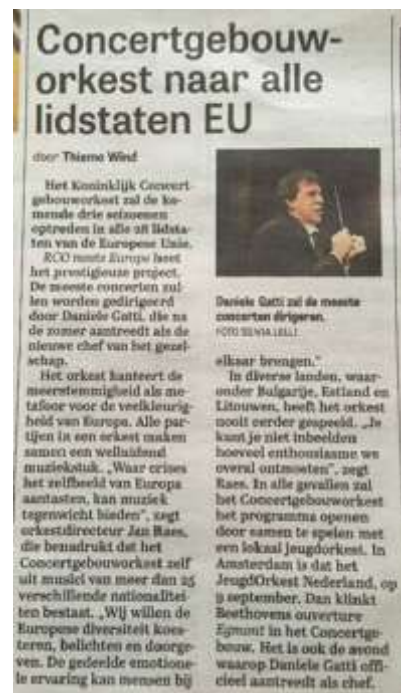 Concertgebouw-
orkest naar alle
lidstaten EU
door Thiemo Wind
Het Koninklijk Concert
gebouworkest zal de ko-
mende drie seizoenen
optreden in alle 28 lidsta-
ten van de Europese Unie.
RCO meets Europe heet
het prestigieuze project.
De meeste concerten zul-
len worden gedirigeerd
door Daniele Gatti, die na
de zomer aantreedt als de
nieuwe chef van het gezel-
schap.
Het orkest hanteert de
meerstemmigheid als me-
tafoor voor de veelkleurig-
heid van Europa. Alle par-
tijen in een orkest maken
samen een welluidend
muziekstuk. „Waar crises
het zelfbeeld van Europa
aantasten, kan muziek
tegenwicht bieden”, zegt
orkestdirecteur Jan Raes,
die benadrukt dat het
Concertgebouworkest zelf
uit musici van meer dan 25
verschillende nationalitei-
ten bestaat. „Wij willen de
Europese diversiteit koes-
teren, belichten en doorge-
ven. De gedeelde emotione-
le ervaring kan mensen bij
Daniele Gatti zal de meeste
concerten dirigeren.
FOTO SILVIA LELLI
elkaar brengen.”
In diverse landen, waar-
onder Bulgarije, Estland en
Litouwen, heeft het orkest
nooit eerder gespeeld. „Je
kunt je niet inbeelden
hoeveel enthousiasme we
overal ontmoeten”, zegt
Raes. In alle gevallen zal
het Concertgebouworkest
het programma openen
door samen te spelen met
een lokaal jeugdorkest. In
Amsterdam is dat het
JeugdOrkest Nederland, op
9 september. Dan klinkt
Beethovens ouverture
Egmont in het Concertge-
bouw. Het is ook de avond
waarop Daniele Gatti offi-
cieel aantreedt als chef.